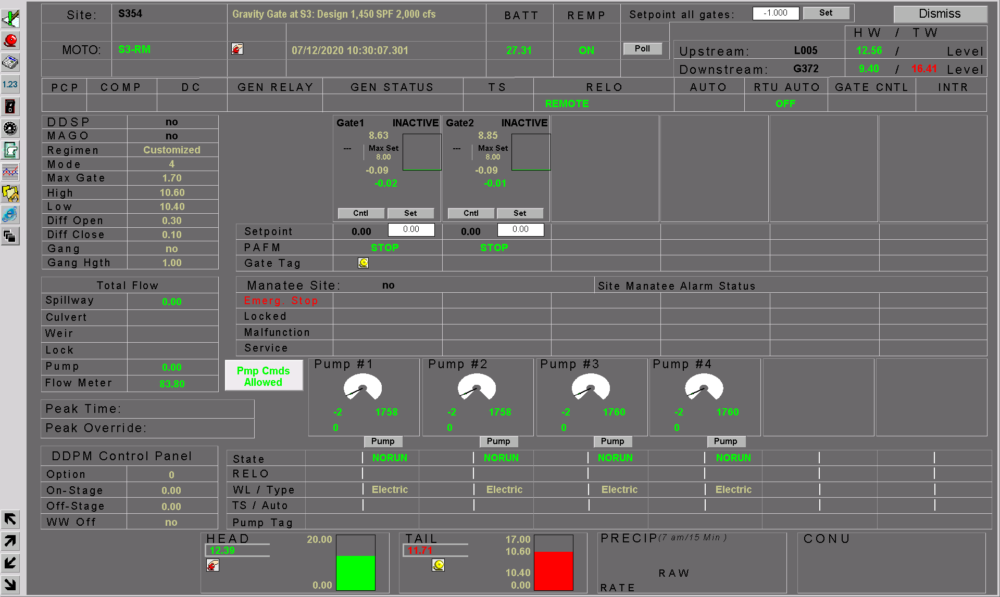 Site: S354 Gravity Gate at S3: Design 1,450 SPF 2,000 cfs BATT REMP Setpoint all gates: -1.000 Set Dismiss
HW / TW
MOTO: S3-RM 07/12/2020 10:30:07.301 27.31 ON Poll Upstream: L005 12.56 / Level
Downstream: G372 9.40 / 16.41 Level
PCP COMP DC GEN RELAY GEN STATUS TS RELO AUTO RTU AUTO GATE CNTL INTR
REMOTE OFF
1.23
DDSP no
MAGO no
Regimen Customized
Mode 4
Max Gate 1.70
High 10.60
Low 10.40
Diff Open 0.30
Diff Close 0.10
Gang no
Gang Hgth 1.00
Gate1 INACTIVE Gate2 INACTIVE
8.63 8.85
--- Max Set --- Max Set
8.00 8.00
-0.09 -0.09
-0.02 -0.01
Cntl Set Cntl Set
Setpoint 0.00 0.00 0.00 0.00
PAFM STOP STOP
Gate Tag
Total Flow
Spillway 0.00
Culvert
Weir
Lock
Pump 0.00
Flow Meter 83.80
Manatee Site: no Site Manatee Alarm Status
Emerg. Stop
Locked
Malfunction
Service
Pmp Cmds
Allowed
Pump #1 Pump #2 Pump #3 Pump #4
-2 1758 -2 1758 -2 1760 -2 1760
0 0 0 0
Pump Pump Pump Pump
Peak Time:
Peak Override:
DDPM Control Panel
Option 0
On-Stage 0.00
Off-Stage 0.00
WW Off no
State NORUN NORUN NORUN NORUN
RELO
WL / Type Electric Electric Electric Electric
TS / Auto
Pump Tag
HEAD 20.00
12.39
0.00
TAIL 17.00
11.71 10.60
10.40
0.00
PRECIP (7 am/15 Min )
RAW
RATE
CONU